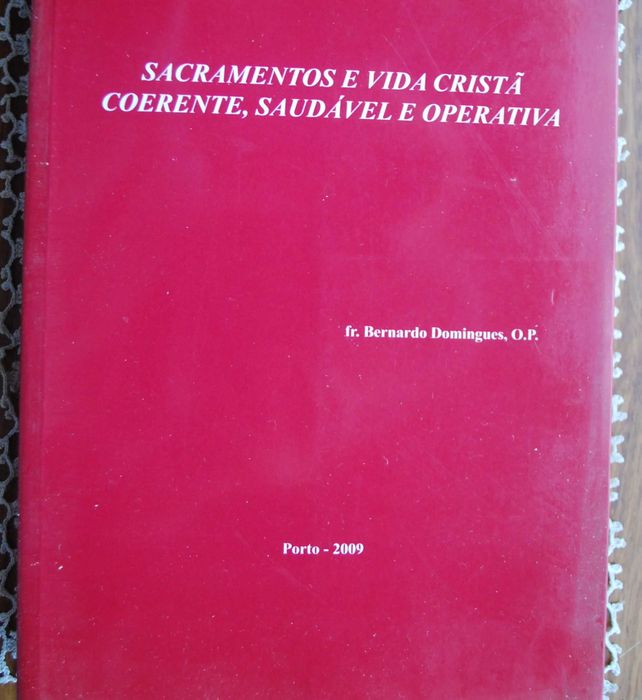 SACRAMENTOS E VIDA CRISTÃ
COERENTE, SAUDÁVEL E OPERATIVA
fr. Bernardo Domingues, O.P.
Porto - 2009